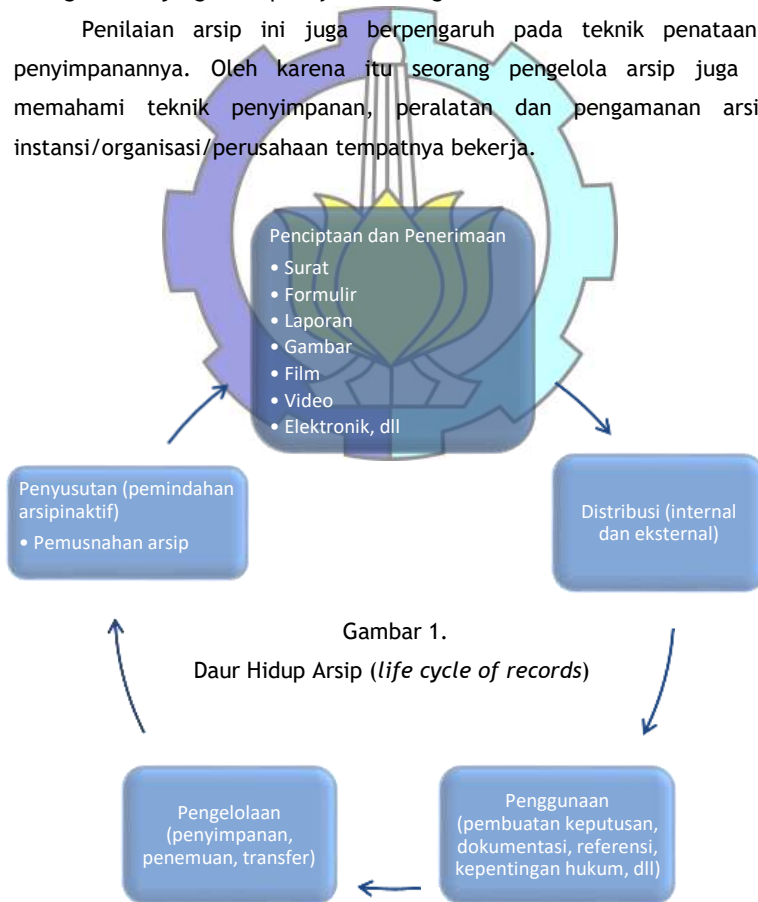 Penilaian arsip ini juga berpengaruh pada teknik penataan
penyimpanannya. Oleh karena itu seorang pengelola arsip juga
memahami teknik penyimpanan, peralatan dan pengamanan arsi
instansi/organisasi/perusahaan tempatnya bekerja.
Penciptaan dan Penerimaan
• Surat
• Formulir
• Laporan
• Gambar
• Film
• Video
• Elektronik, dll
Distribusi (internal
dan eksternal)
Penggunaan
(pembuatan keputusan,
dokumentasi, referensi,
kepentingan hukum, dll)
Pengelolaan
(penyimpanan,
penemuan, transfer)
Penyusutan (pemindahan
arsipinaktif)
• Pemusnahan arsip
Gambar 1.
Daur Hidup Arsip (life cycle of records)